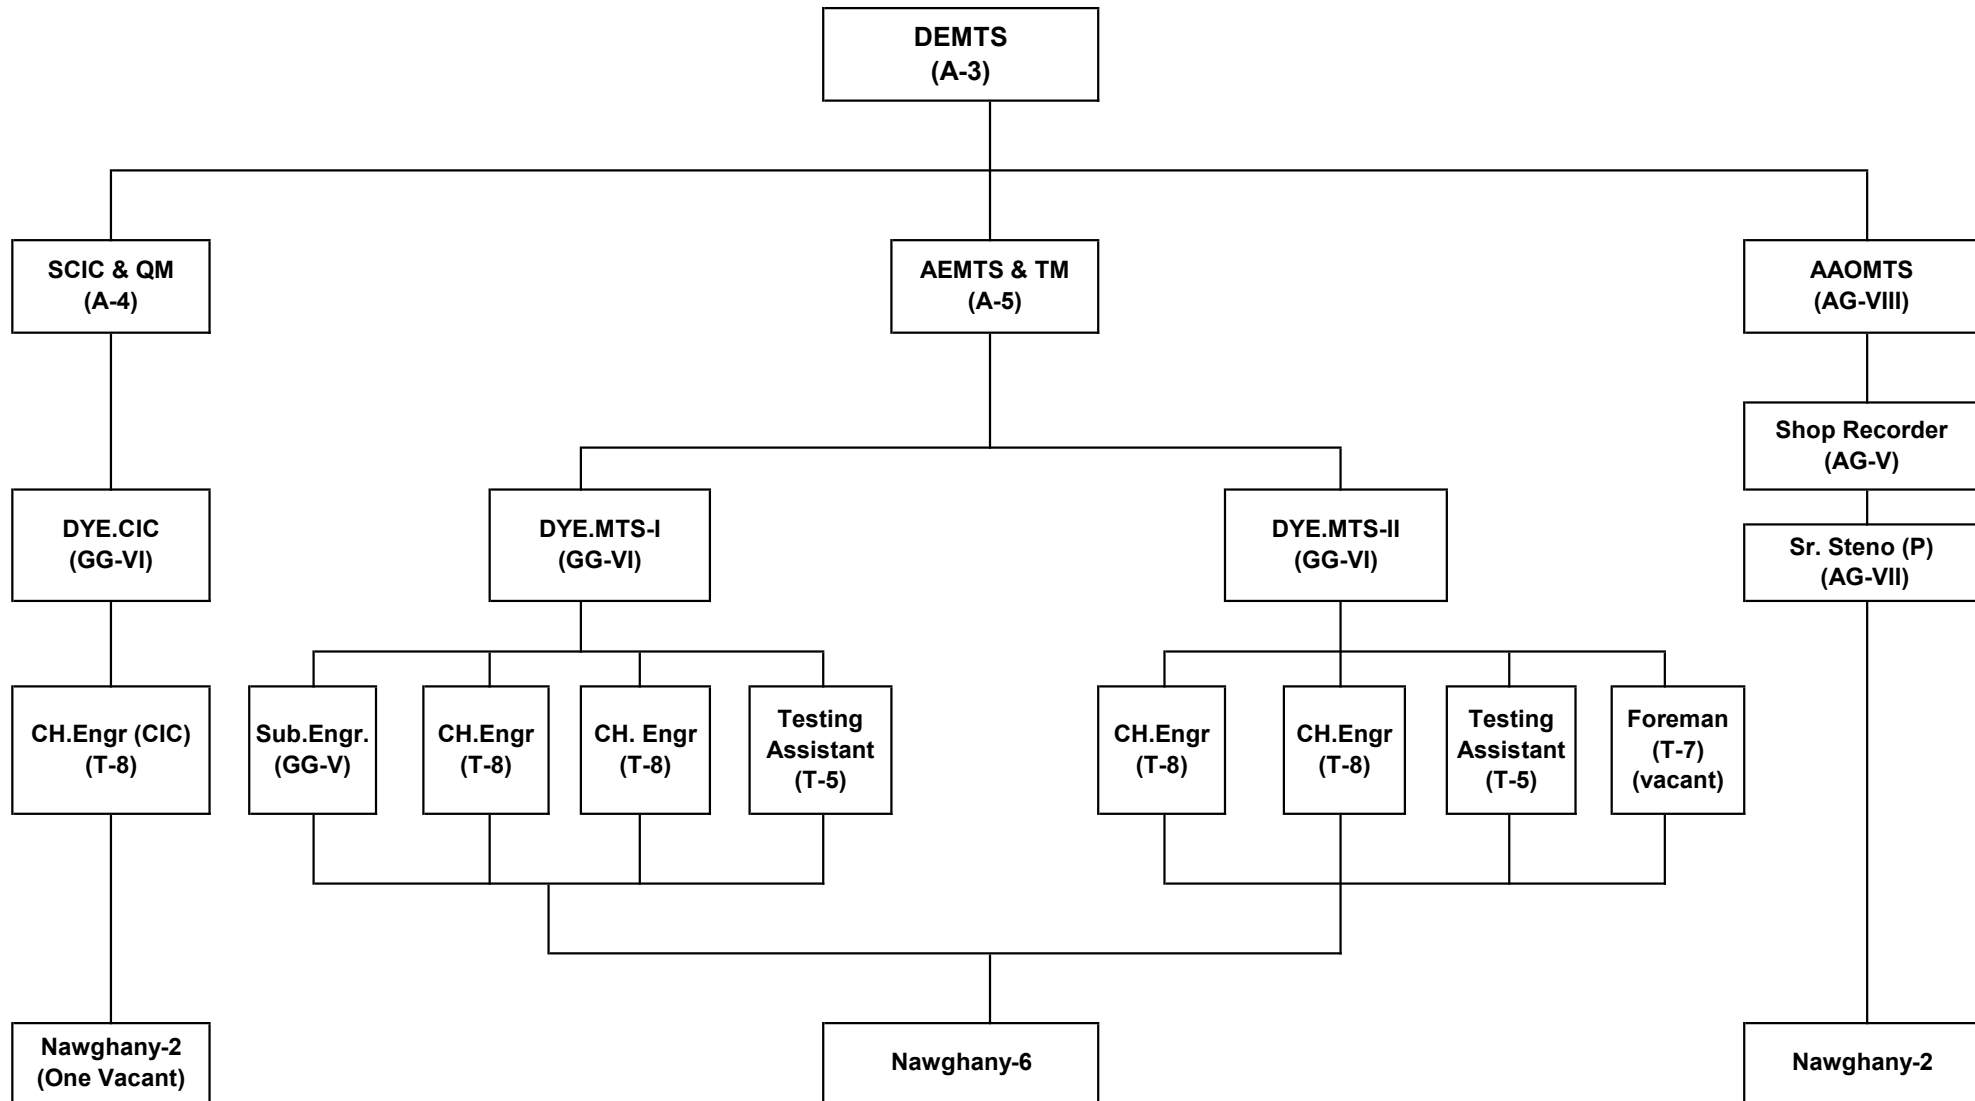 DEMTS
(A-3)
SCIC & QM
(A-4)
AEMTS & TM
(A-5)
AAOMTS
(AG-VIII)
Shop Recorder
(AG-V)
DYE.CIC
(GG-VI)
DYE.MTS-I
(GG-VI)
DYE.MTS-II
(GG-VI)
Sr. Steno (P)
(AG-VII)
CH.Engr (CIC)
(T-8)
Sub.Engr.
(GG-V)
CH.Engr
(T-8)
CH. Engr
(T-8)
Testing
Assistant
(T-5)
CH.Engr
(T-8)
CH.Engr
(T-8)
Testing
Assistant
(T-5)
Foreman
(T-7)
(vacant)
Nawghany-2
(One Vacant)
Nawghany-6
Nawghany-2